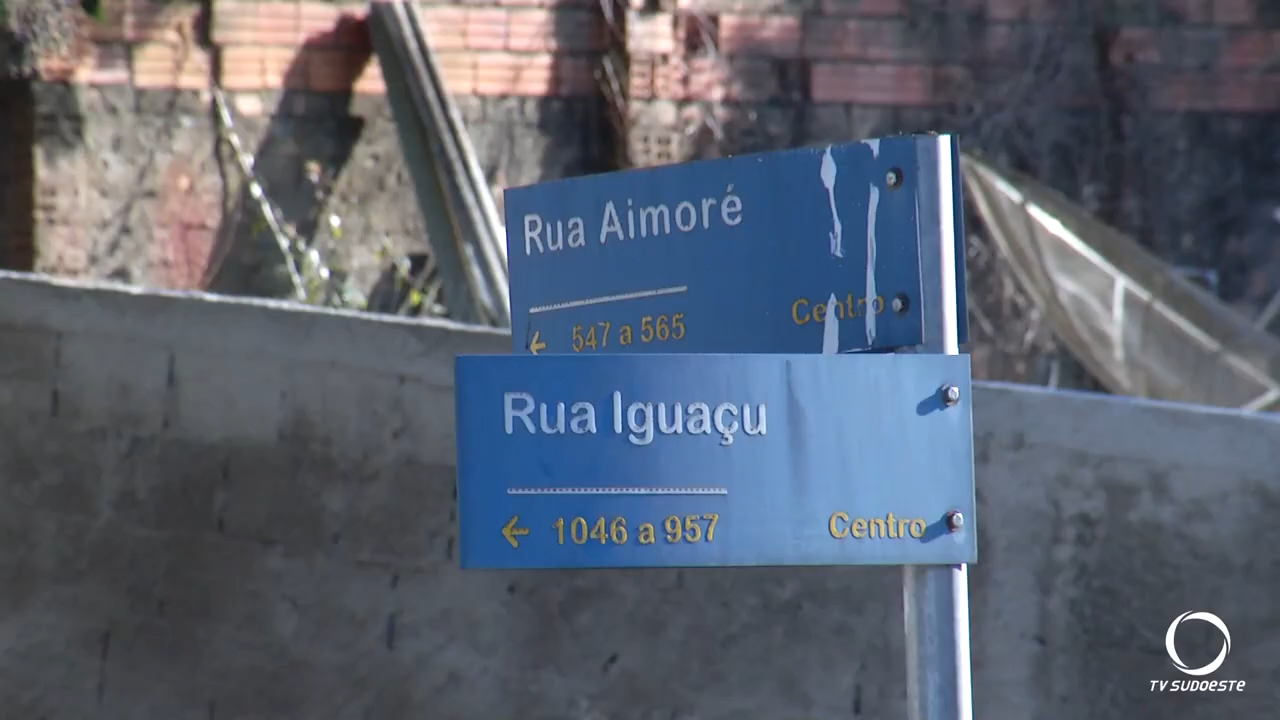 Rua Aimoré
Centro
← 547 a 565
Rua Iguaçu
← 1046 a 957
Centro
TV SUDOESTE